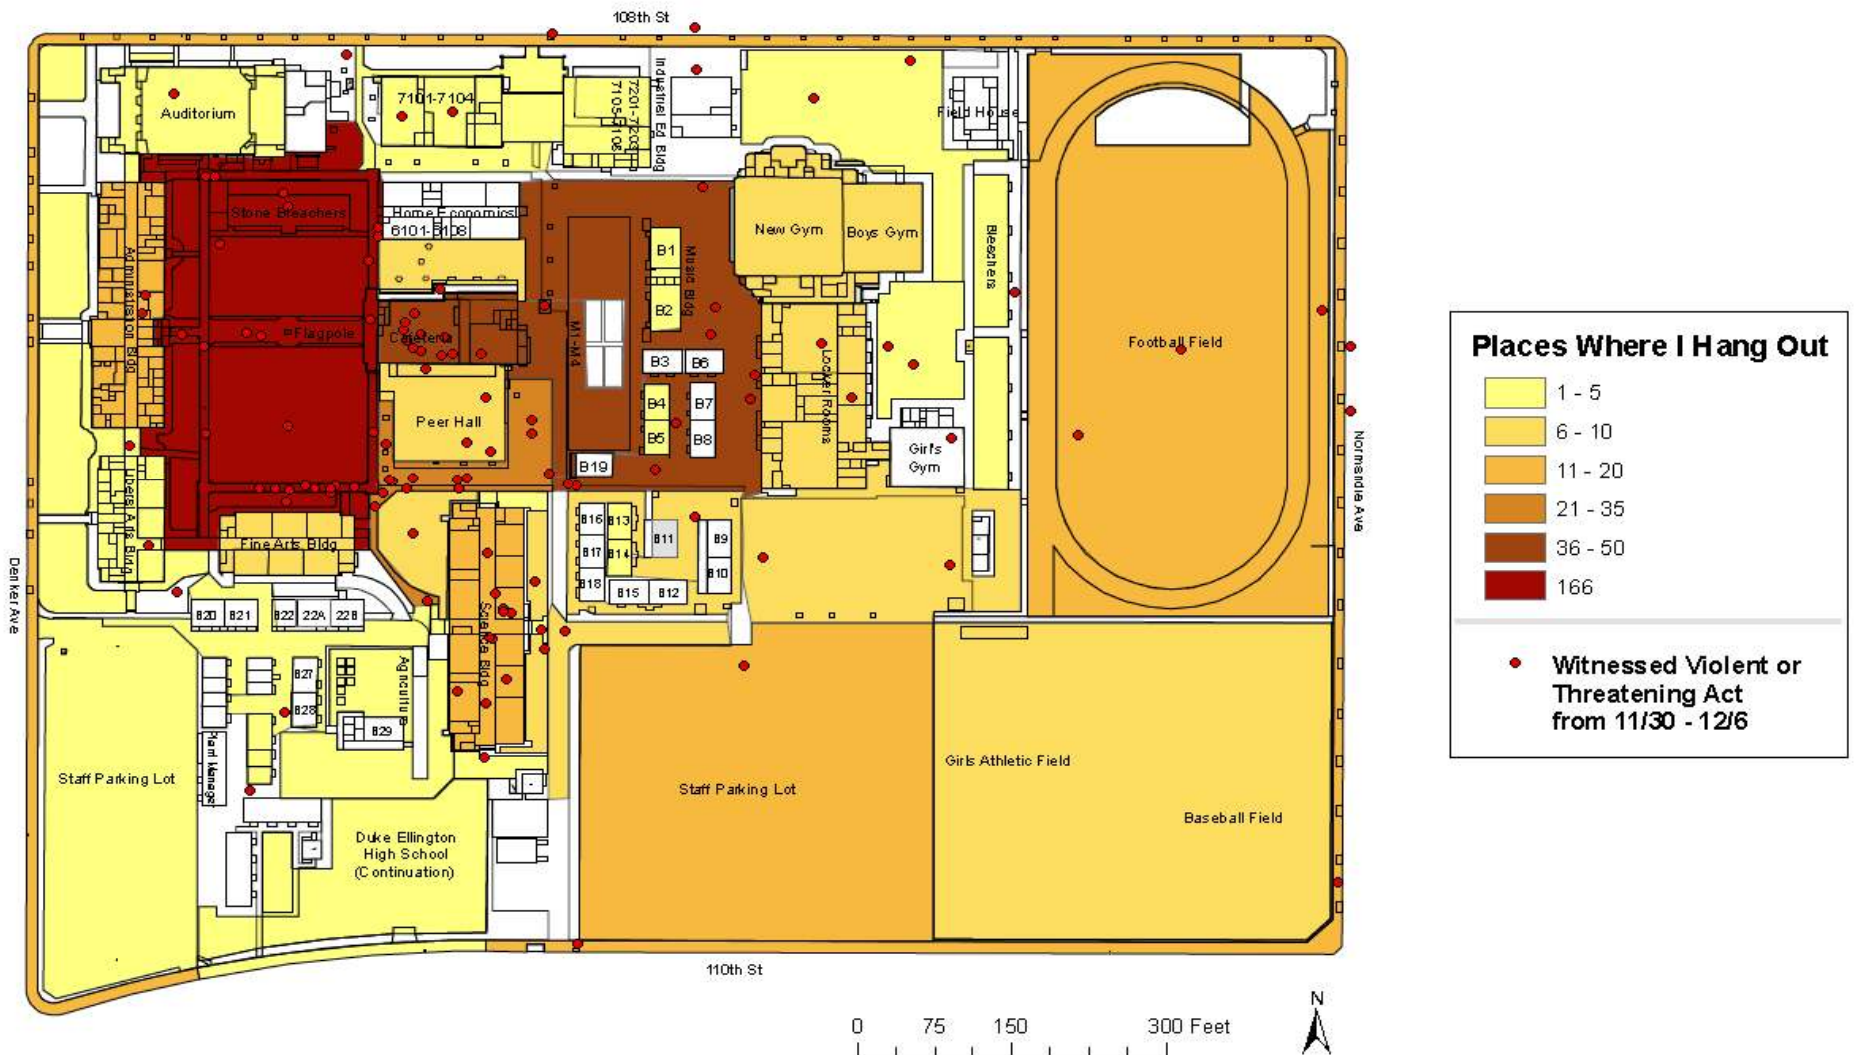 108th St
Auditorium
7101-7104
7201-7203
7105-7108
Industrial Ed Bldg
Field House
Stone Breachers
Home Economics
6101-6108
B1
Music Bldg
New Gym
Boys Gym
Bleachers
Administration Bldg
B2
Flagpole
Cafeteria
M1-M4
B3
B6
Locker Rooms
Football Field
Peer Hall
B4
B7
B5
B8
Girl's
Gym
B19
Liberal Arts Bldg
Fine Arts Bldg
B16
B13
B11
B9
B17
B14
B10
B18
B15
B12
Normandie Ave
Denker Ave
B20
B21
B22
22A
22B
Science Bldg
Agriculture
B27
B28
B29
Plant Manager
Staff Parking Lot
Staff Parking Lot
Girls Athletic Field
Baseball Field
Duke Ellington
High School
(Continuation)
110th St
0 75 150 300 Feet
N
Places Where I Hang Out
1 - 5
6 - 10
11 - 20
21 - 35
36 - 50
166
Witnessed Violent or
Threatening Act
from 11/30 - 12/6